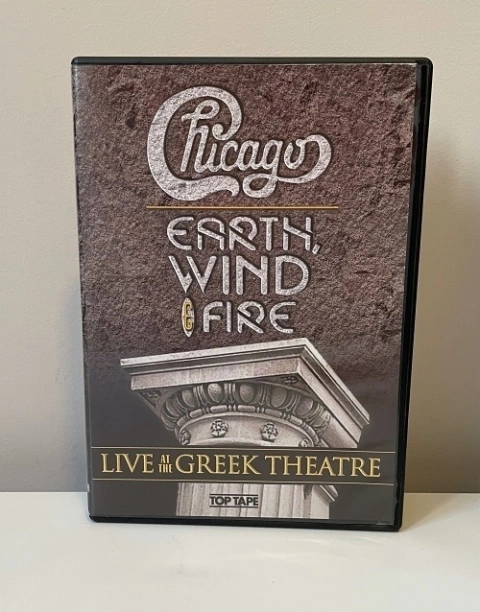 Chicago
EARTH,
WIND
& FIRE
LIVE AT THE GREEK THEATRE
TOP TAPE